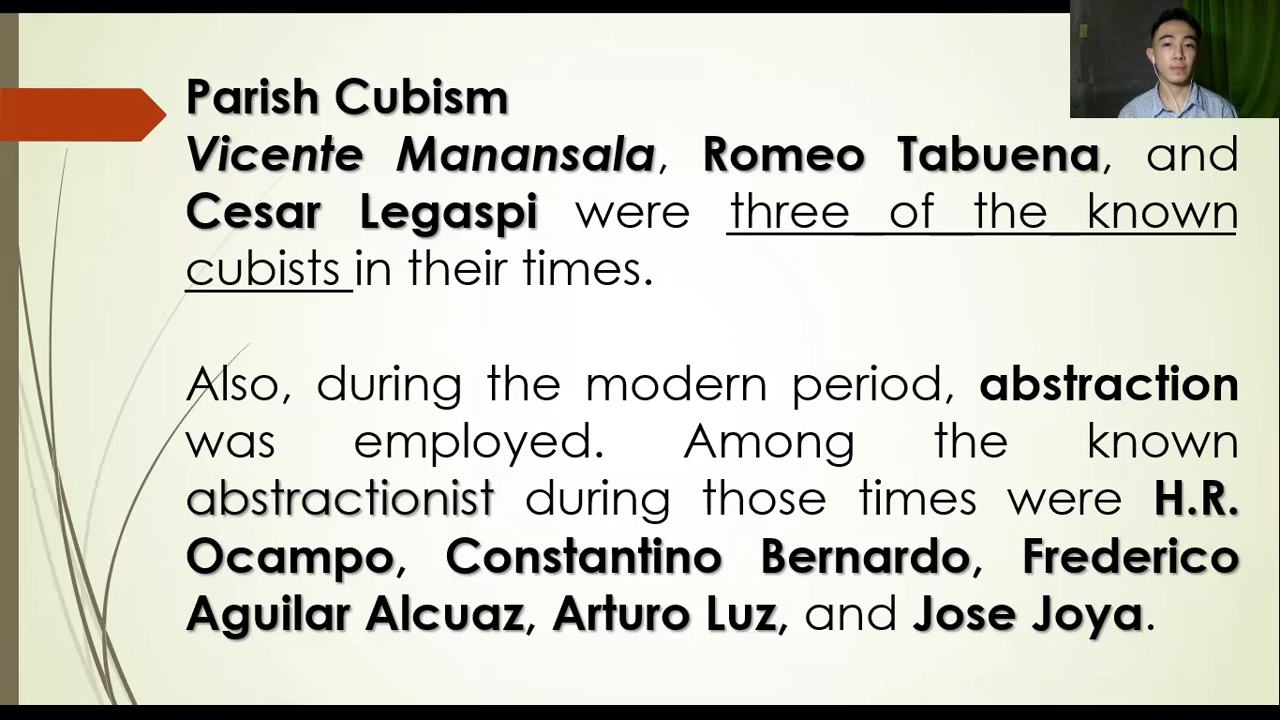 Parish Cubism
Vicente Manansala, Romeo Tabuena, and
Cesar Legaspi were three of the known
cubists in their times.
Also, during the modern period, abstraction
was employed. Among the known
abstractionist during those times were H.R.
Ocampo, Constantino Bernardo, Frederico
Aguilar Alcuaz, Arturo Luz, and Jose Joya.